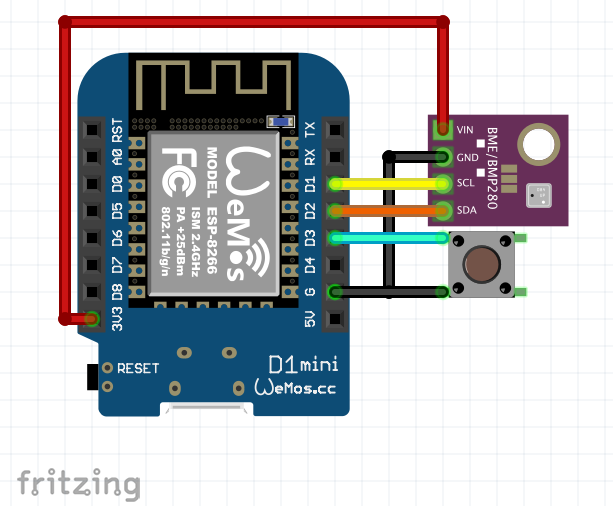 RST
A0
D0
D5
D6
D7
D8
3V3
TX
RX
D1
D2
D3
D4
G
5V
WeMos
MODEL ESP-8266
ISM 2.4GHz
PA +25dBm
802.11b/g/n
FC
RESET
D1 mini
WeMos.cc
VIN
GND
SCL
SDA
BME/BMP280
fritzing